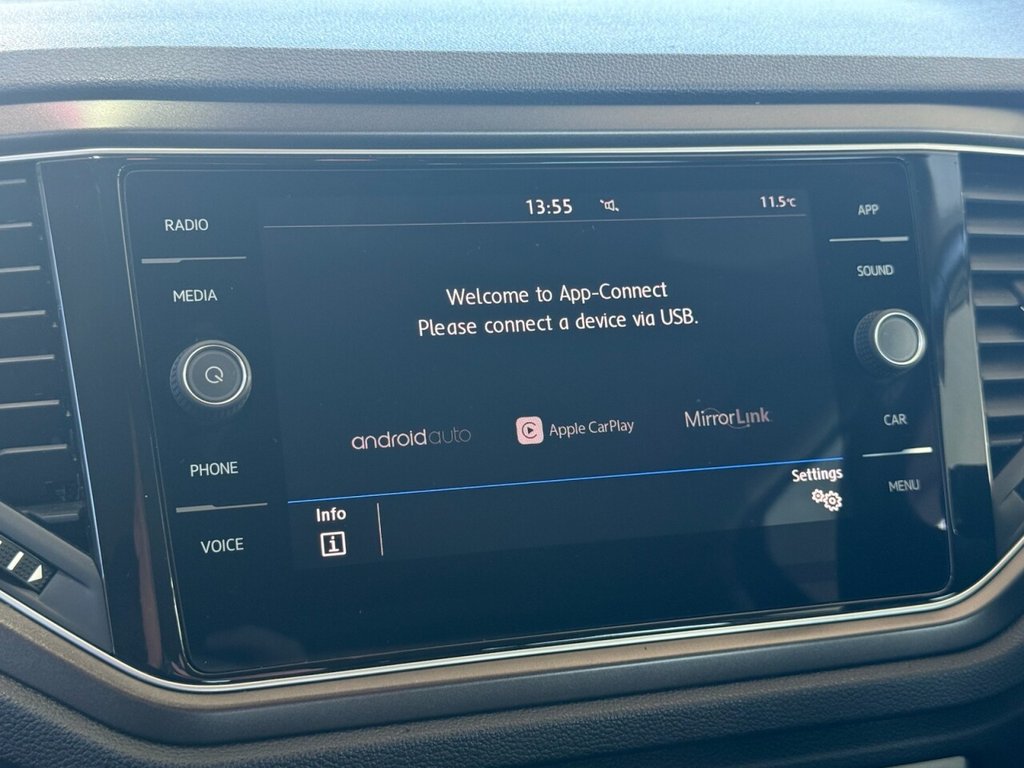 RADIO
MEDIA
PHONE
VOICE
13:55
11.5°C
Welcome to App-Connect
Please connect a device via USB.
androidauto
Apple CarPlay
MirrorLink
Settings
Info
i
APP
SOUND
CAR
MENU